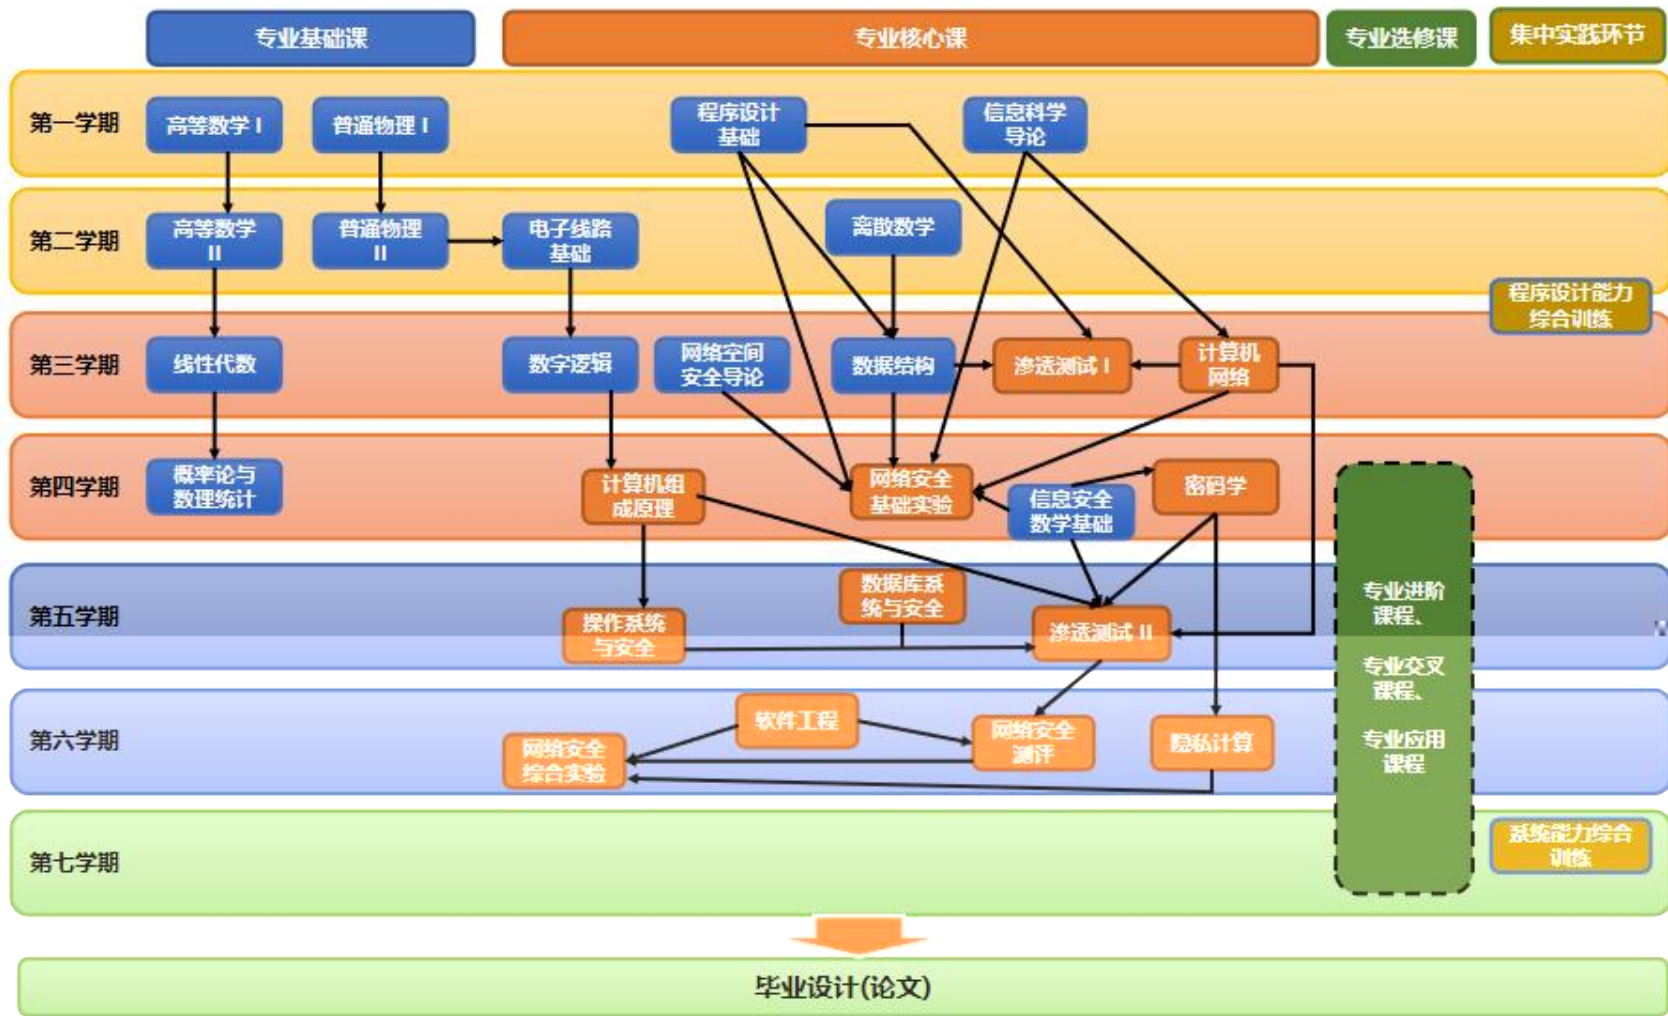 专业基础课
专业核心课
专业选修课
集中实践环节
第一学期
高等数学 I
普通物理 I
程序设计
基础
信息科学
导论
第二学期
高等数学
II
普通物理
II
电子线路
基础
离散数学
程序设计能力
综合训练
第三学期
线性代数
数字逻辑
网络空间
安全导论
数据结构
渗透测试 I
计算机
网络
第四学期
概率论与
数理统计
计算机组
成原理
网络安全
基础实验
信息安全
数学基础
密码学
第五学期
操作系统
与安全
数据库系
统与安全
渗透测试 II
专业进阶
课程、
专业交叉
课程、
专业应用
课程
第六学期
网络安全
综合实验
软件工程
网络安全
测评
隐私计算
第七学期
系统能力综合
训练
毕业设计(论文)